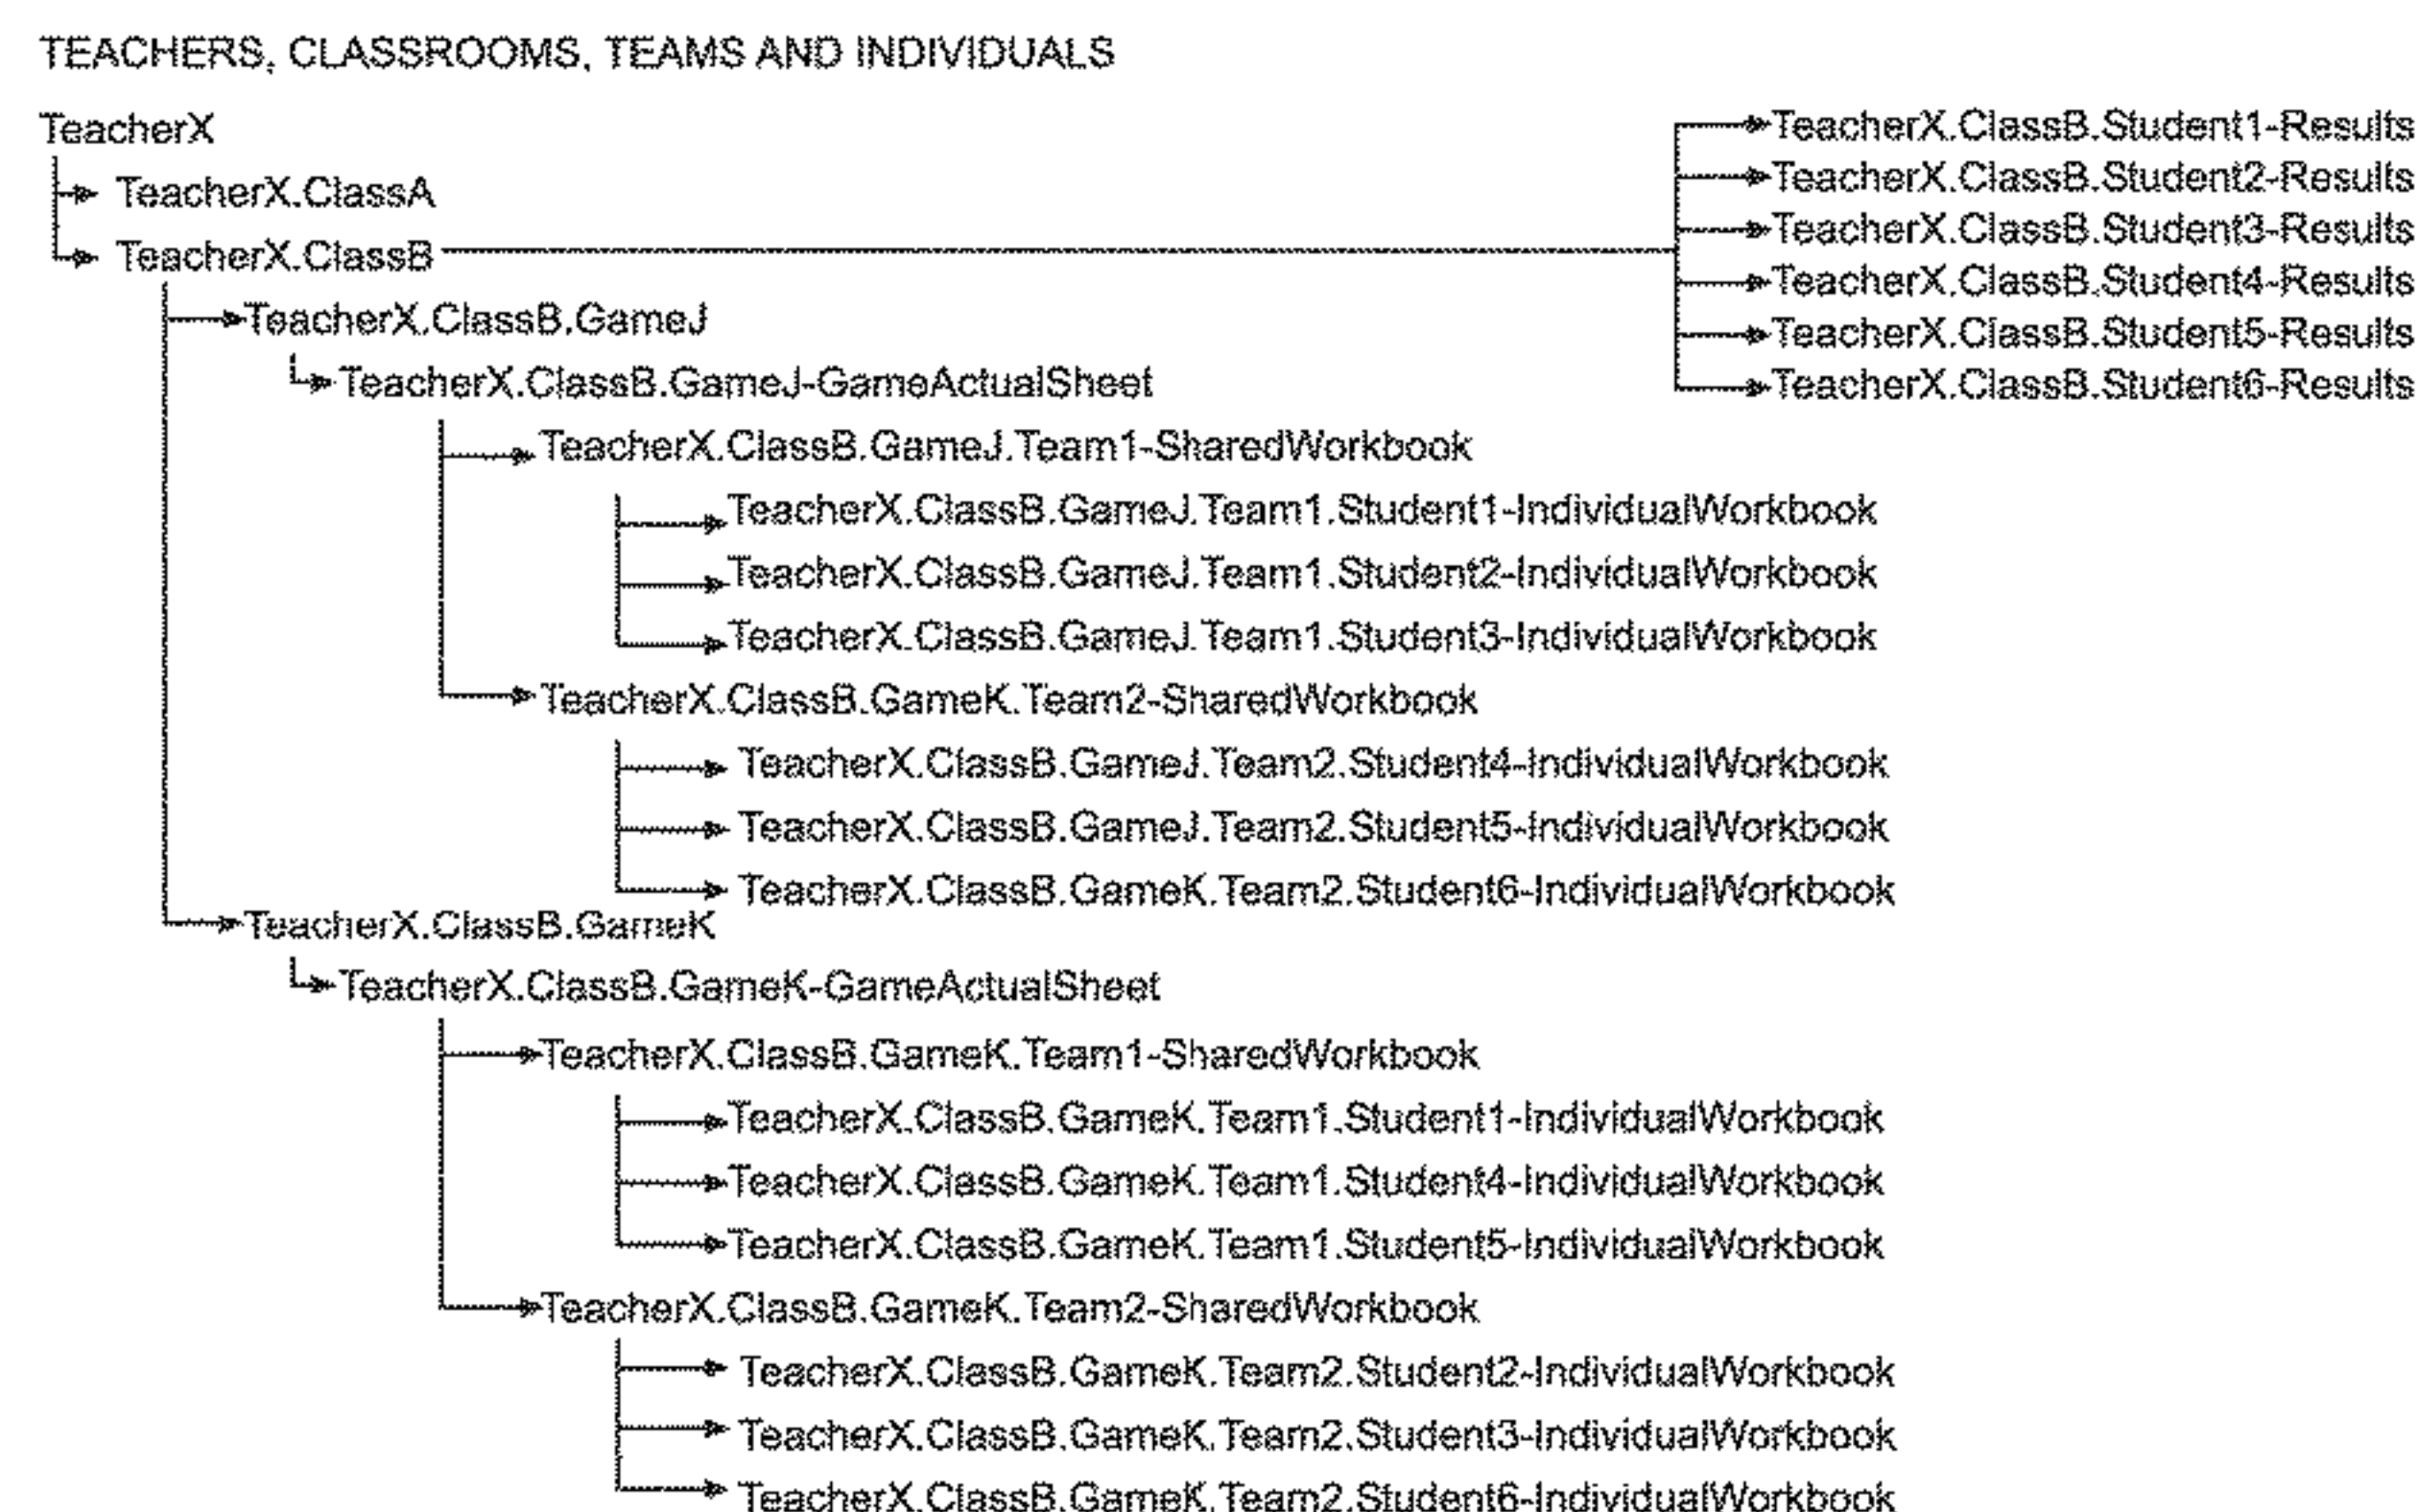 TEACHERS, CLASSROOMS, TEAMS AND INDIVIDUALS
TeacherX
TeacherX.ClassA
TeacherX.ClassB
TeacherX.ClassB.Student1-Results
TeacherX.ClassB.Student2-Results
TeacherX.ClassB.Student3-Results
TeacherX.ClassB.Student4-Results
TeacherX.ClassB.Student5-Results
TeacherX.ClassB.Student6-Results
TeacherX.ClassB.GameJ
TeacherX.ClassB.GameJ-GameActualSheet
TeacherX.ClassB.GameJ.Team1-SharedWorkbook
TeacherX.ClassB.GameJ.Team1.Student1-IndividualWorkbook
TeacherX.ClassB.GameJ.Team1.Student2-IndividualWorkbook
TeacherX.ClassB.GameJ.Team1.Student3-IndividualWorkbook
TeacherX.ClassB.GameK.Team2-SharedWorkbook
TeacherX.ClassB.GameJ.Team2.Student4-IndividualWorkbook
TeacherX.ClassB.GameJ.Team2.Student5-IndividualWorkbook
TeacherX.ClassB.GameK.Team2.Student6-IndividualWorkbook
TeacherX.ClassB.GameK
TeacherX.ClassB.GameK-GameActualSheet
TeacherX.ClassB.GameK.Team1-SharedWorkbook
TeacherX.ClassB.GameK.Team1.Student1-IndividualWorkbook
TeacherX.ClassB.GameK.Team1.Student4-IndividualWorkbook
TeacherX.ClassB.GameK.Team1.Student5-IndividualWorkbook
TeacherX.ClassB.GameK.Team2-SharedWorkbook
TeacherX.ClassB.GameK.Team2.Student2-IndividualWorkbook
TeacherX.ClassB.GameK.Team2.Student3-IndividualWorkbook
TeacherX.ClassB.GameK.Team2.Student6-IndividualWorkbook